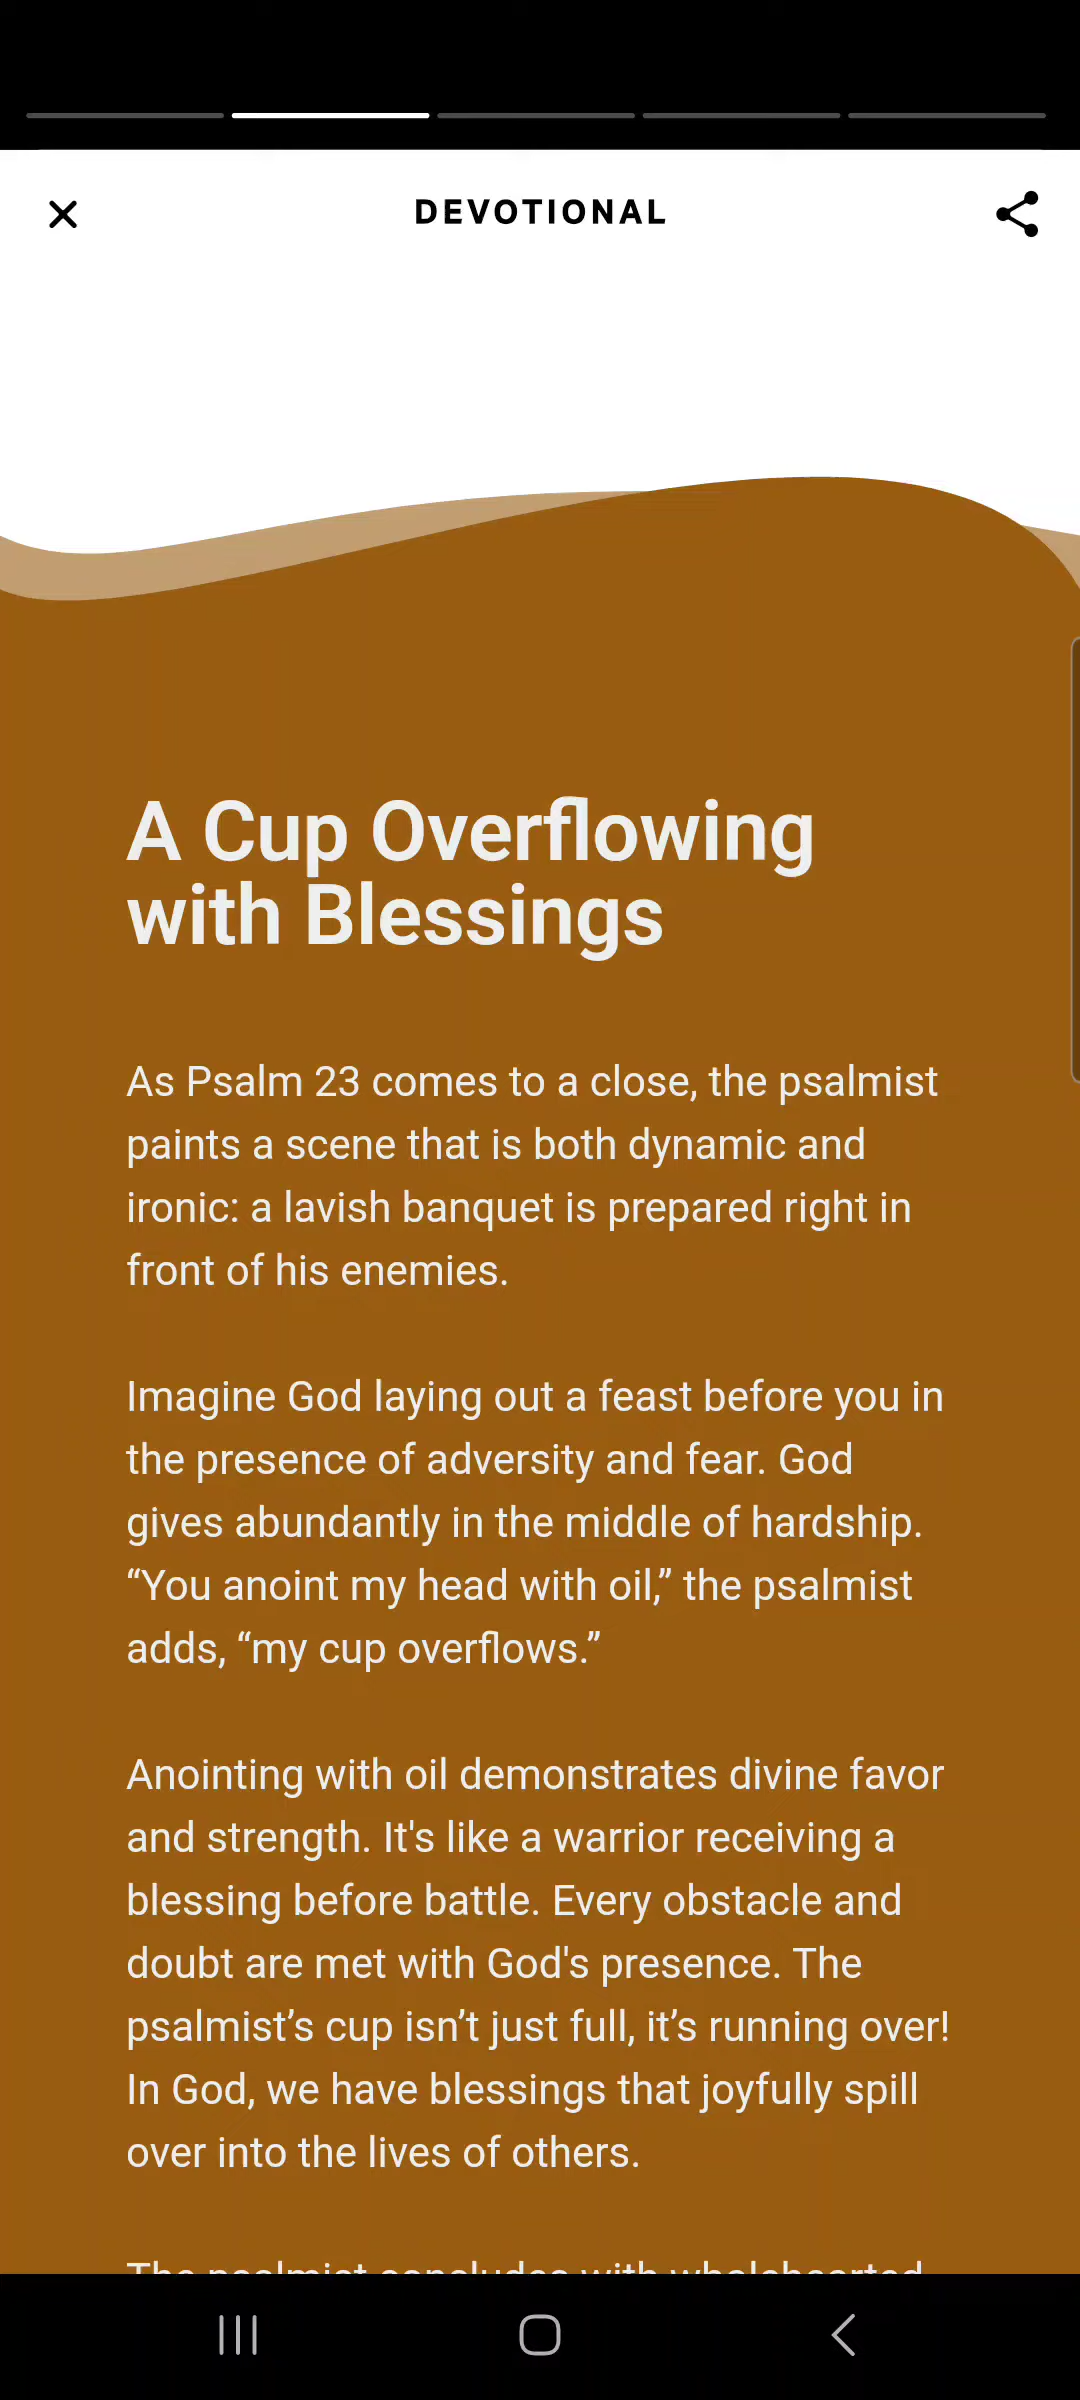 DEVOTIONAL
A Cup Overflowing
with Blessings
As Psalm 23 comes to a close, the psalmist
paints a scene that is both dynamic and
ironic: a lavish banquet is prepared right in
front of his enemies.
Imagine God laying out a feast before you in
the presence of adversity and fear. God
gives abundantly in the middle of hardship.
“You anoint my head with oil,” the psalmist
adds, “my cup overflows.”
Anointing with oil demonstrates divine favor
and strength. It's like a warrior receiving a
blessing before battle. Every obstacle and
doubt are met with God's presence. The
psalmist’s cup isn’t just full, it’s running over!
In God, we have blessings that joyfully spill
over into the lives of others.
The psalmist concludes with wholehearted